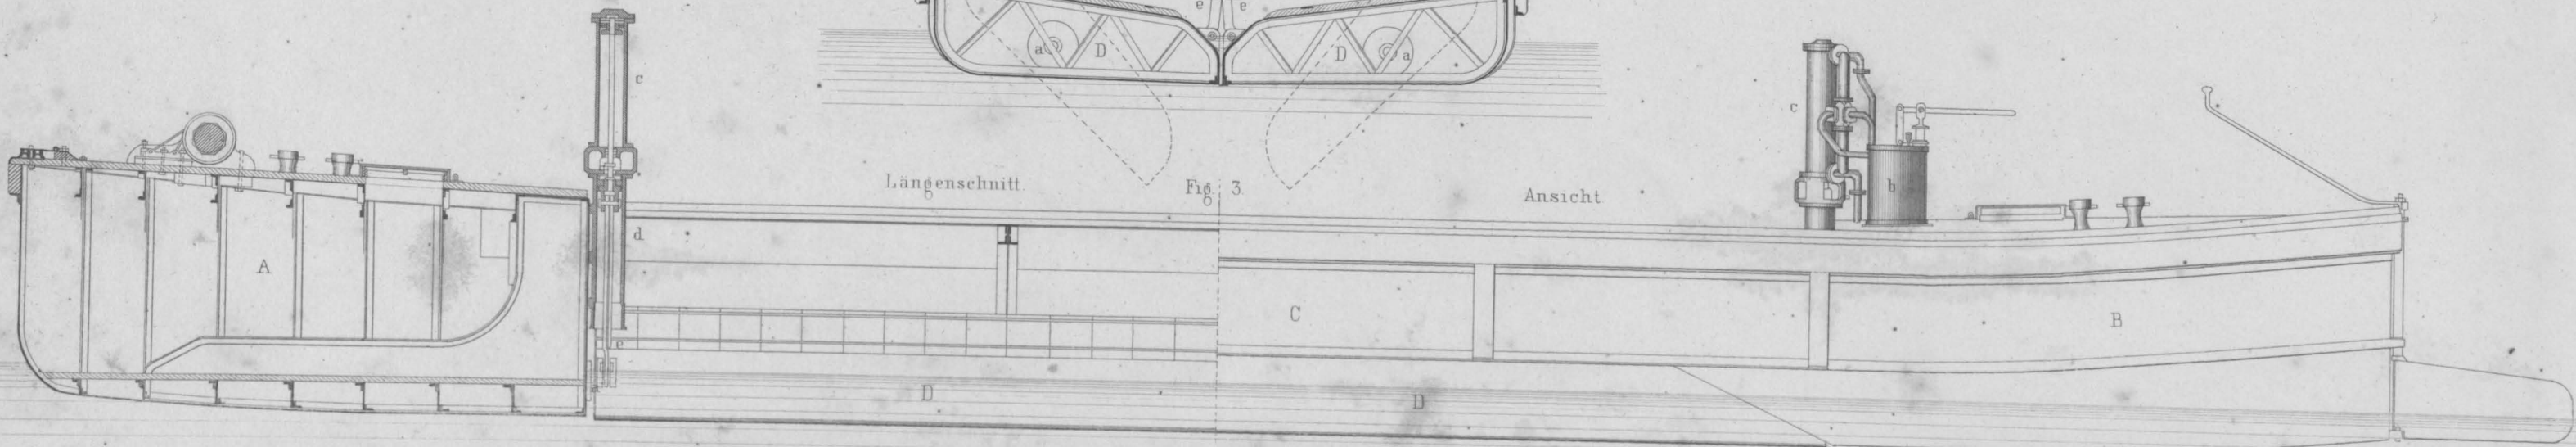 e e
a D D a
c
c
Längenschnitt. Fig. 3. Ansicht.
b
d
A
C
B
e
D D